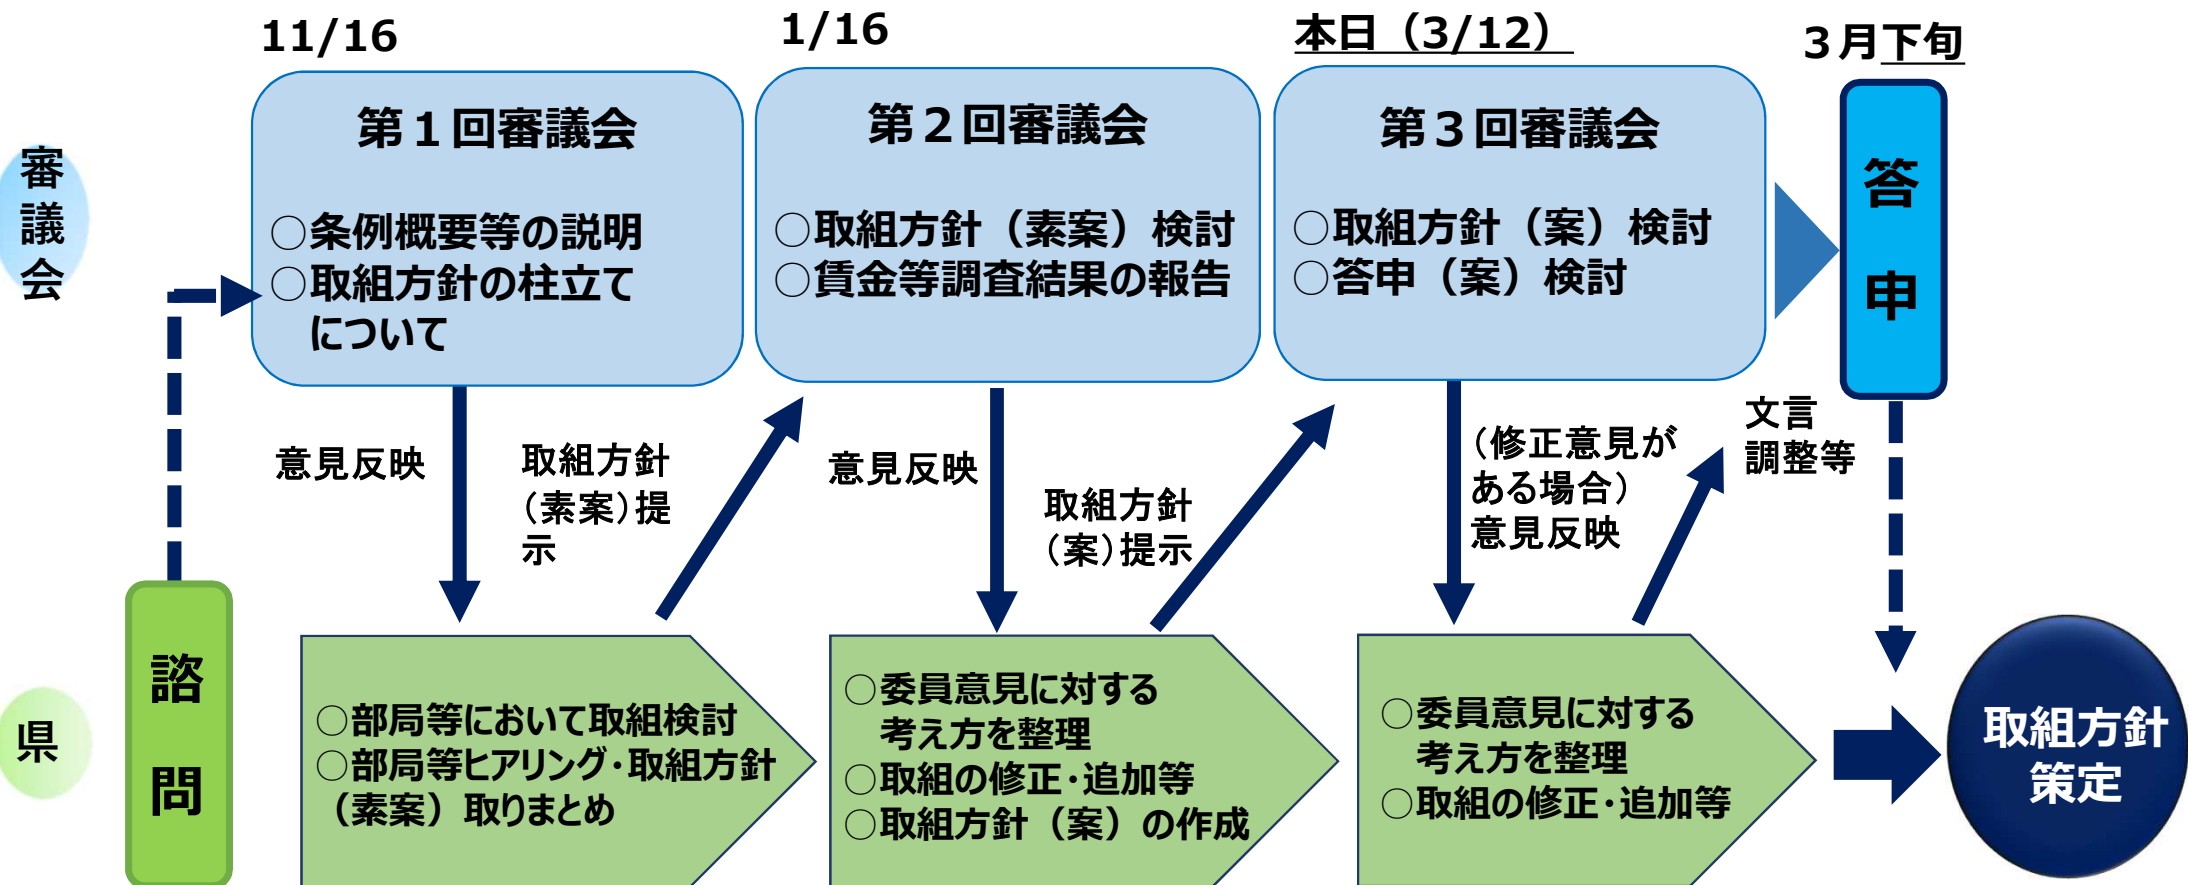 11/16
1/16
本日（3/12）
３月下旬
審議会
第１回審議会
○条例概要等の説明
○取組方針の柱立て
について
第２回審議会
○取組方針（素案）検討
○賃金等調査結果の報告
第３回審議会
○取組方針（案）検討
○答申（案）検討
答申
意見反映
取組方針
（素案）提
示
意見反映
取組方針
（案）提示
（修正意見が
ある場合）
意見反映
文言
調整等
県
諮問
○部局等において取組検討
○部局等ヒアリング・取組方針
（素案）取りまとめ
○委員意見に対する
考え方を整理
○取組の修正・追加等
○取組方針（案）の作成
○委員意見に対する
考え方を整理
○取組の修正・追加等
取組方針
策定